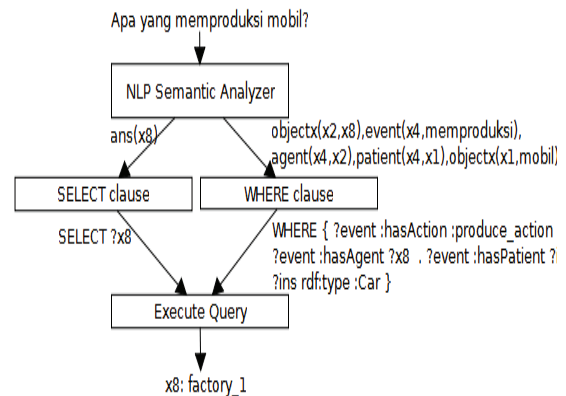 Apa yang memproduksi mobil?
NLP Semantic Analyzer
ans(x8)
objectx(x2,x8),event(x4,memproduksi),
agent(x4,x2),patient(x4,x1),objectx(x1,mobil)
SELECT clause
WHERE clause
SELECT ?x8
WHERE { ?event :hasAction :produce_action
?event :hasAgent ?x8 . ?event :hasPatient
?ins rdf:type :Car }
Execute Query
x8: factory_1